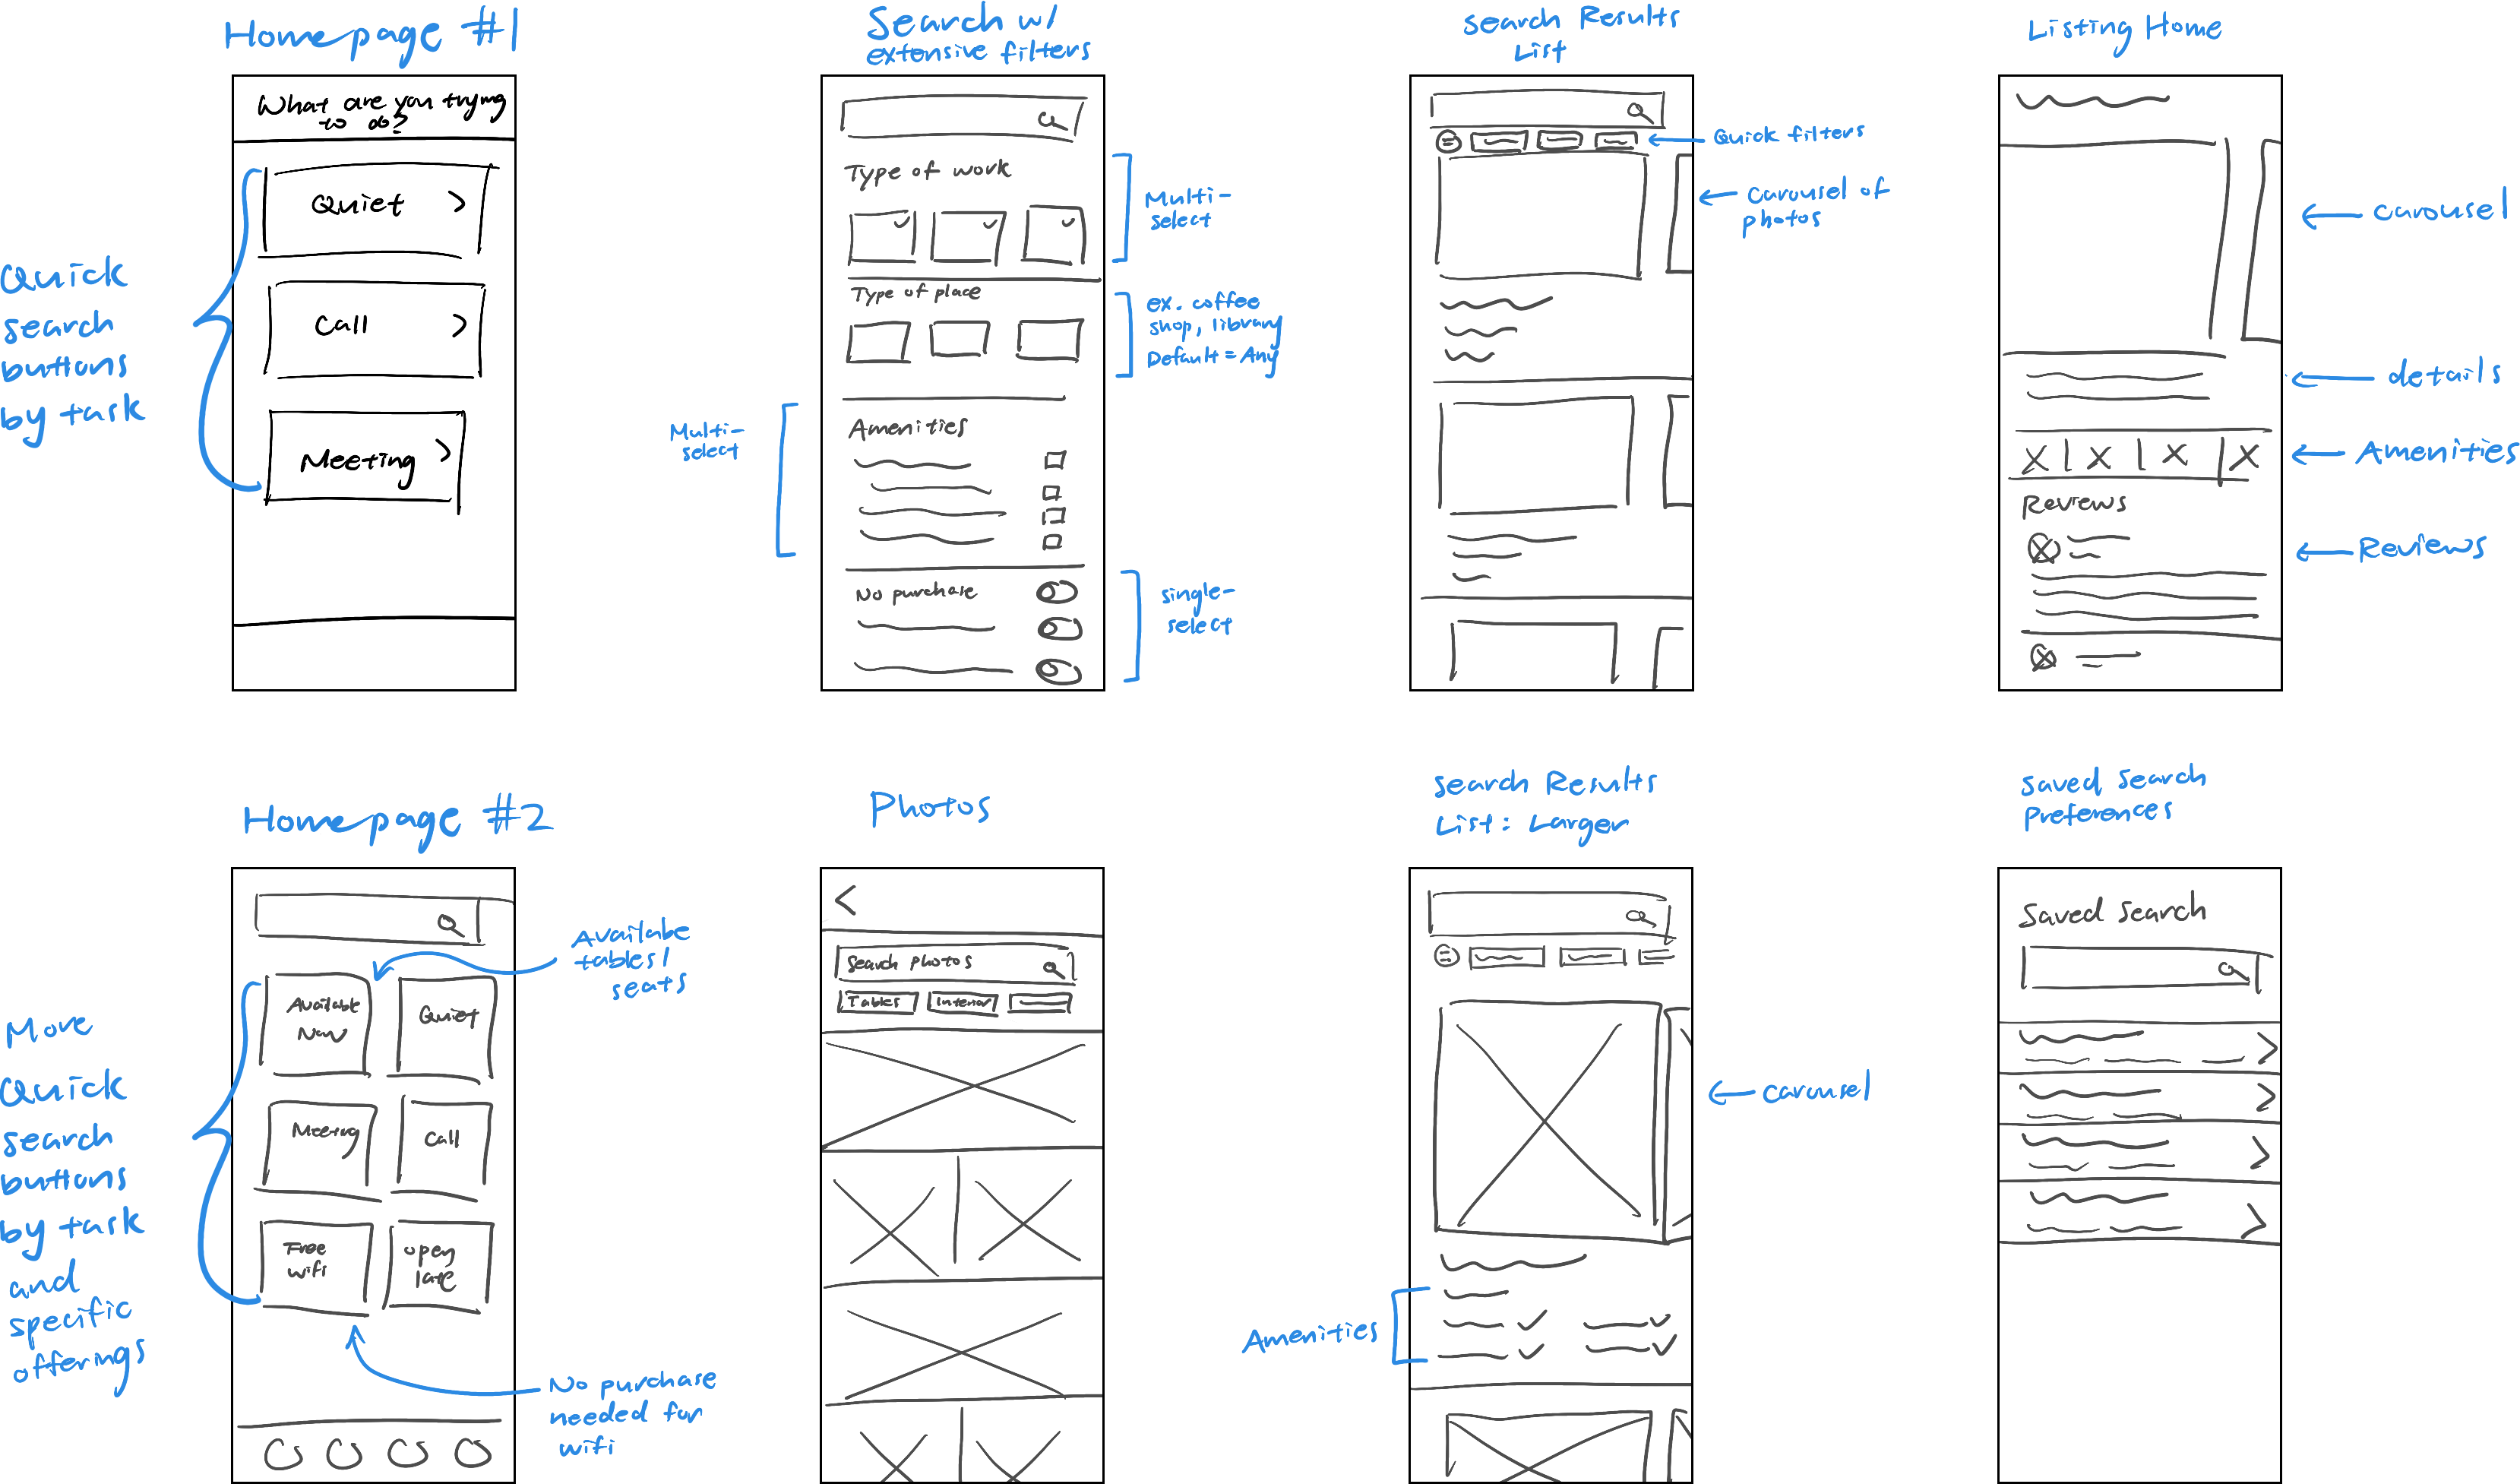 Homepage #1
What are you trying
to do?
Quiet
Call
Meeting
Quick
search
buttons
by task
Search w/
extensive filters
Type of work
Multi-
select
Type of place
ex. coffee
shop, library
Default = Any
Amenities
Multi-
select
No purchase
single-
select
Search Results
List
Quick filters
carousel of
photos
Listing Home
carousel
details
Amenities
Reviews
Reviews
Homepage #2
Availabe
tables/
seats
Available
Now
Quiet
Meeting
Call
Free
wifi
open
late
Move
Quick
search
buttons
by task
and
specific
offerings
No purchase
needed for
wifi
Photos
Search photos
Tables
Interior
Search Results
List: Larger
carousel
Amenities
Saved Search
Preferences
Saved Search